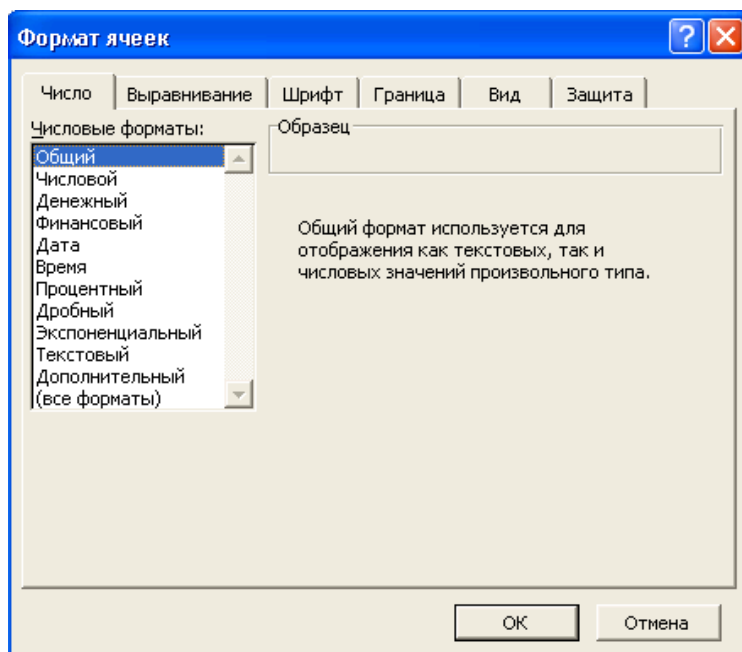 Формат ячеек
Число
Выравнивание
Шрифт
Граница
Вид
Защита
Числовые форматы:
Общий
Числовой
Денежный
Финансовый
Дата
Время
Процентный
Дробный
Экспоненциальный
Текстовый
Дополнительный
(все форматы)
Образец
Общий формат используется для
отображения как текстовых, так и
числовых значений произвольного типа.
ОК
Отмена